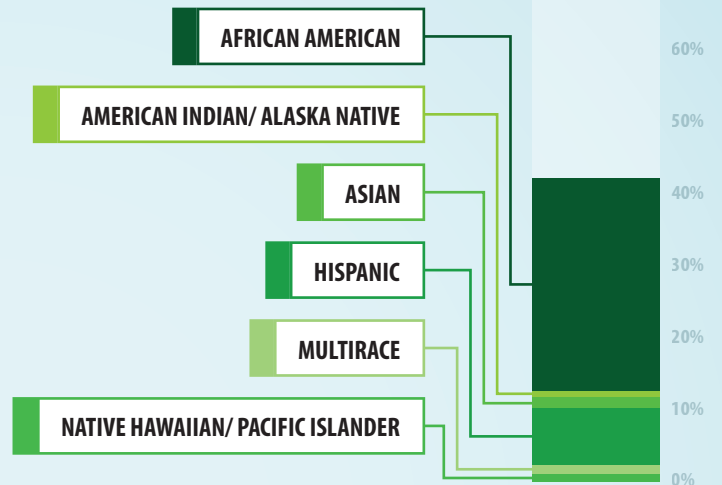 AFRICAN AMERICAN
AMERICAN INDIAN/ ALASKA NATIVE
ASIAN
HISPANIC
MULTIRACE
NATIVE HAWAIIAN/ PACIFIC ISLANDER
60%
50%
40%
30%
20%
10%
0%